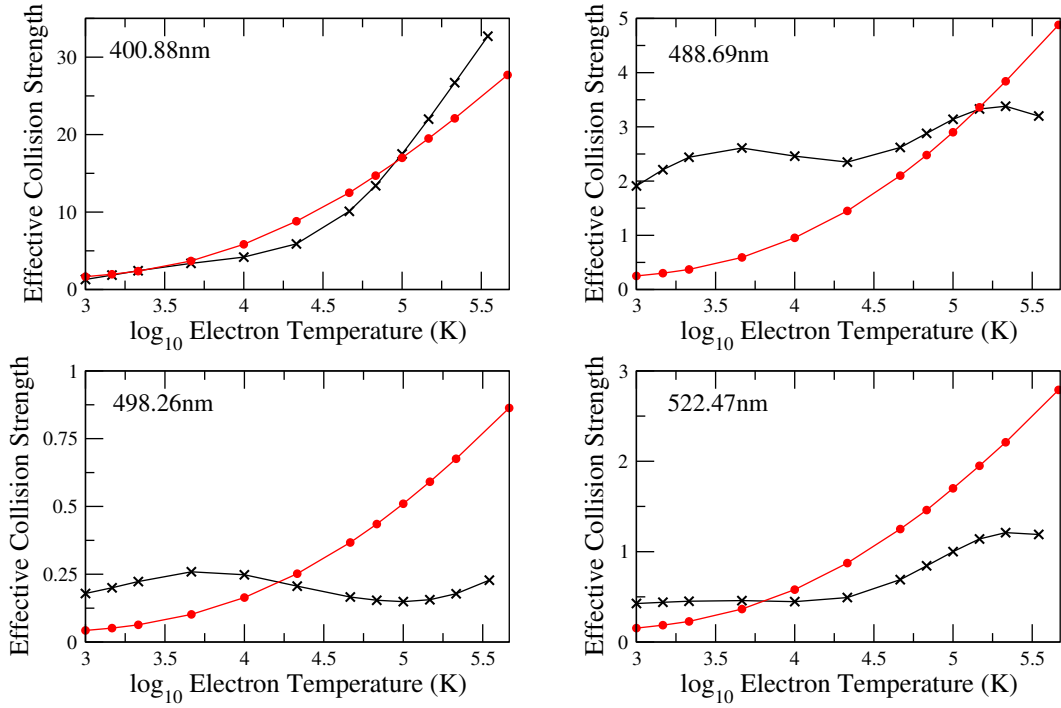 400.88nm
Effective Collision Strength
30
20
10
0
3 3.5 4 4.5 5 5.5
log10 Electron Temperature (K)
488.69nm
Effective Collision Strength
5
4
3
2
1
0
3 3.5 4 4.5 5 5.5
log10 Electron Temperature (K)
498.26nm
Effective Collision Strength
1
0.75
0.5
0.25
0
3 3.5 4 4.5 5 5.5
log10 Electron Temperature (K)
522.47nm
Effective Collision Strength
3
2
1
0
3 3.5 4 4.5 5 5.5
log10 Electron Temperature (K)